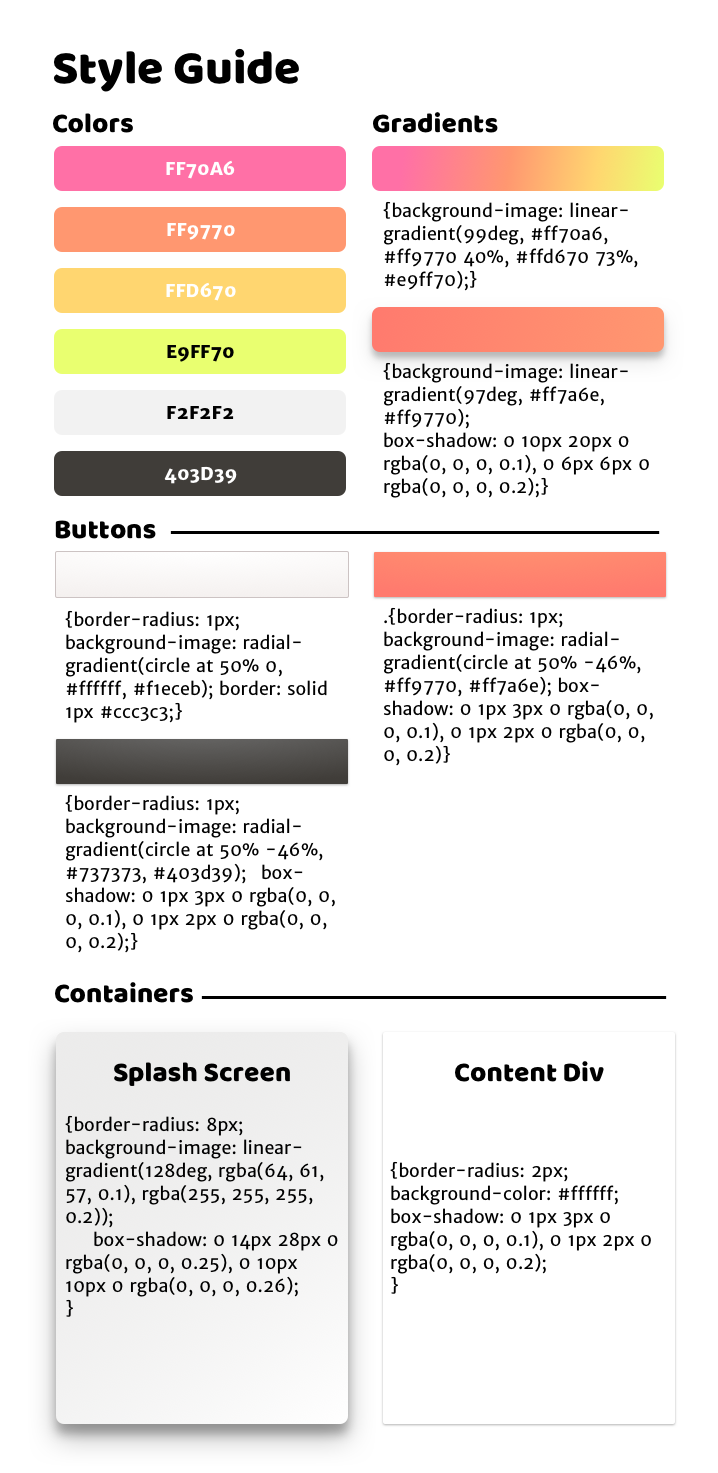 Style Guide
Colors
FF70A6
FF9770
FFD670
E9FF70
F2F2F2
403D39
Gradients
{background-image: linear-
gradient(99deg, #ff70a6,
#ff9770 40%, #ffd670 73%,
#e9ff70);}
{background-image: linear-
gradient(97deg, #ff7a6e,
#ff9770);
box-shadow: 0 10px 20px 0
rgba(0, 0, 0, 0.1), 0 6px 6px 0
rgba(0, 0, 0, 0.2);}
Buttons
{border-radius: 1px;
background-image: radial-
gradient(circle at 50% 0,
#ffffff, #f1eceb); border: solid
1px #ccc3c3;}
{border-radius: 1px;
background-image: radial-
gradient(circle at 50% -46%,
#737373, #403d39);   box-
shadow: 0 1px 3px 0 rgba(0, 0,
0, 0.1), 0 1px 2px 0 rgba(0, 0,
0, 0.2);}
.{border-radius: 1px;
background-image: radial-
gradient(circle at 50% -46%,
#ff9770, #ff7a6e); box-
shadow: 0 1px 3px 0 rgba(0, 0,
0, 0.1), 0 1px 2px 0 rgba(0, 0,
0, 0.2)}
Containers
Splash Screen
{border-radius: 8px;
background-image: linear-
gradient(128deg, rgba(64, 61,
57, 0.1), rgba(255, 255, 255,
0.2));
box-shadow: 0 14px 28px 0
rgba(0, 0, 0, 0.25), 0 10px
10px 0 rgba(0, 0, 0, 0.26);
}
Content Div
{border-radius: 2px;
background-color: #ffffff;
box-shadow: 0 1px 3px 0
rgba(0, 0, 0, 0.1), 0 1px 2px 0
rgba(0, 0, 0, 0.2);
}